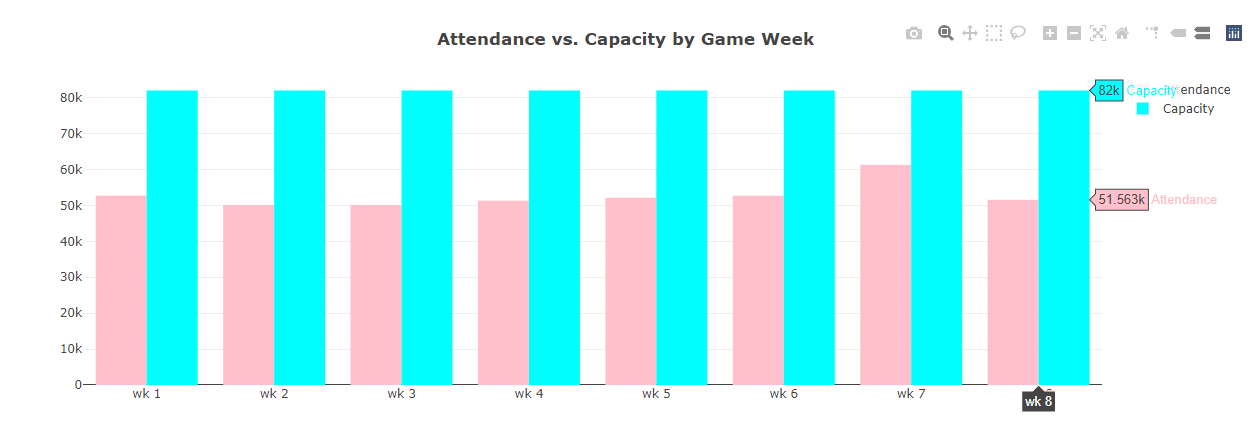 Attendance vs. Capacity by Game Week
80k
70k
60k
50k
40k
30k
20k
10k
0
wk 1
wk 2
wk 3
wk 4
wk 5
wk 6
wk 7
wk 8
82k Capacity
Capacity
51.563k Attendance